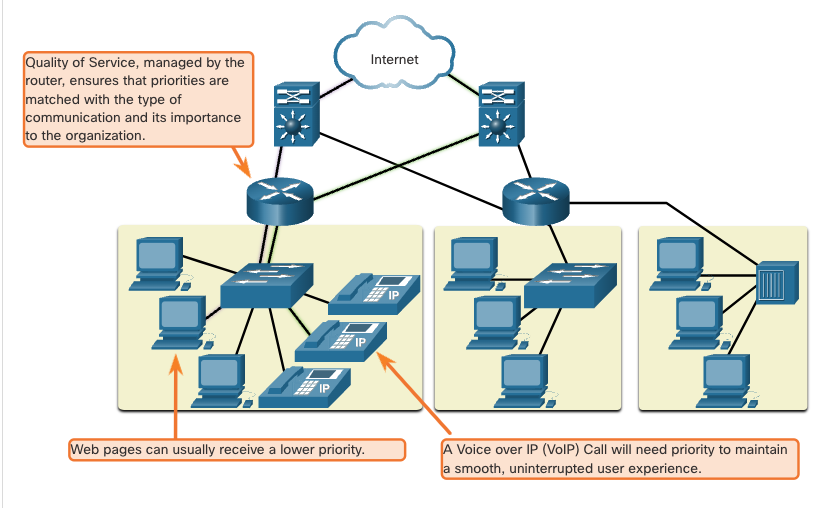 Internet
Quality of Service, managed by the
router, ensures that priorities are
matched with the type of
communication and its importance
to the organization.
IP
IP
IP
Web pages can usually receive a lower priority.
A Voice over IP (VoIP) Call will need priority to maintain
a smooth, uninterrupted user experience.